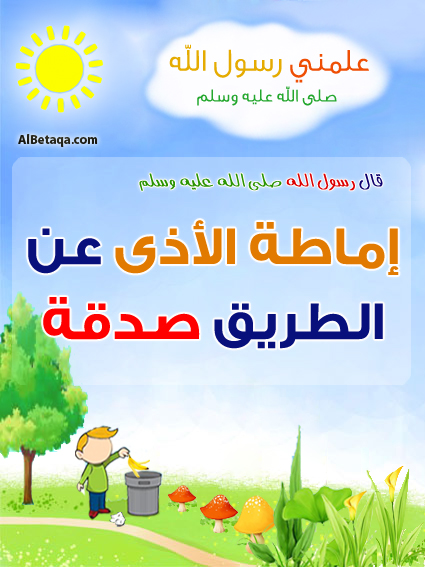 علمني رسول الله
صلى الله عليه وسلم
AlBetaqa.com
قال رسول الله صلى الله عليه وسلم
إماطة الأذى عن
الطريق صدقة